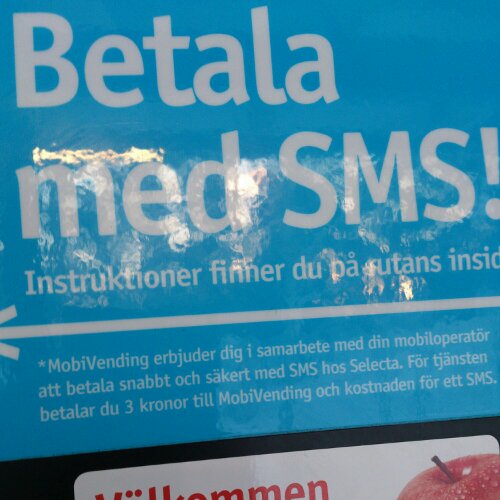 Betala
med SMS!
Instruktioner finner du på rutans insid
*MobiVending erbjuder dig i samarbete med din mobiloperatör
att betala snabbt och säkert med SMS hos Selecta. För tjänsten
betalar du 3 kronor till MobiVending och kostnaden för ett SMS.
Välkommen